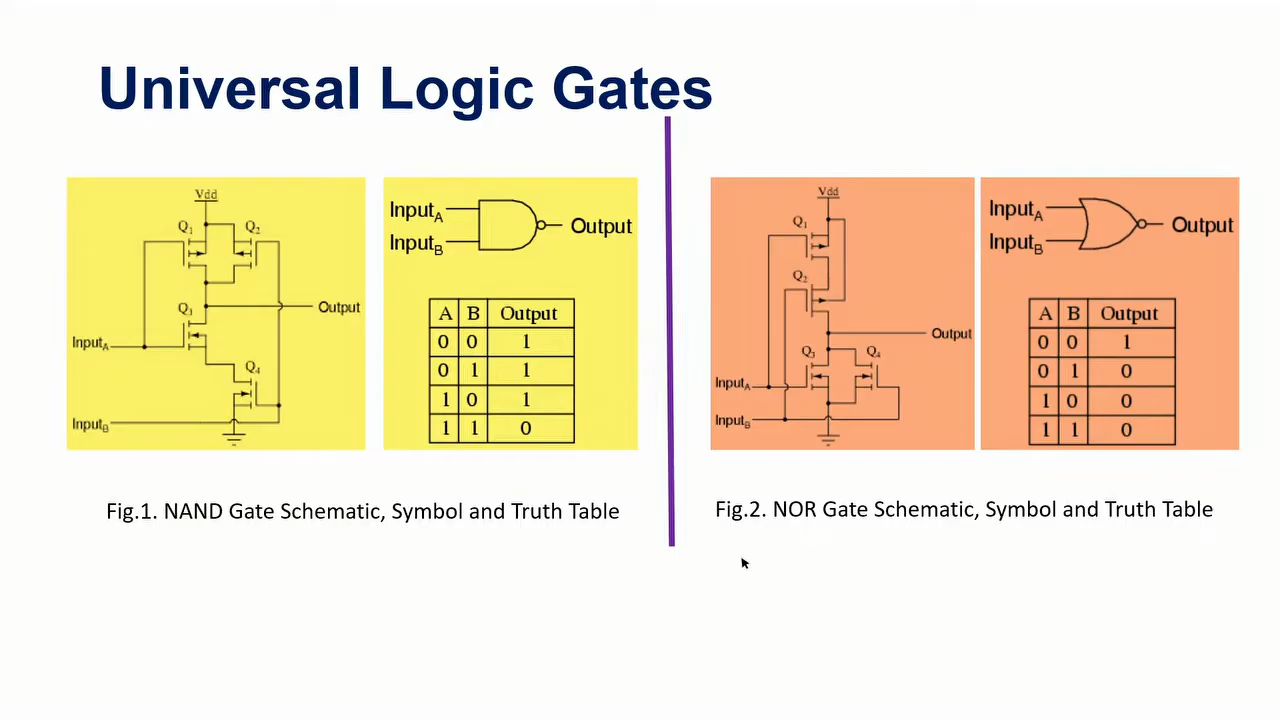 Universal Logic Gates
Vdd
Q1
Q2
Q3
Q4
Output
InputA
InputB
InputA
InputB
Output
A B Output
0 0 1
0 1 1
1 0 1
1 1 0
Fig.1. NAND Gate Schematic, Symbol and Truth Table
Vdd
Q1
Q2
Output
Q3
Q4
InputA
InputB
InputA
InputB
Output
A B Output
0 0 1
0 1 0
1 0 0
1 1 0
Fig.2. NOR Gate Schematic, Symbol and Truth Table